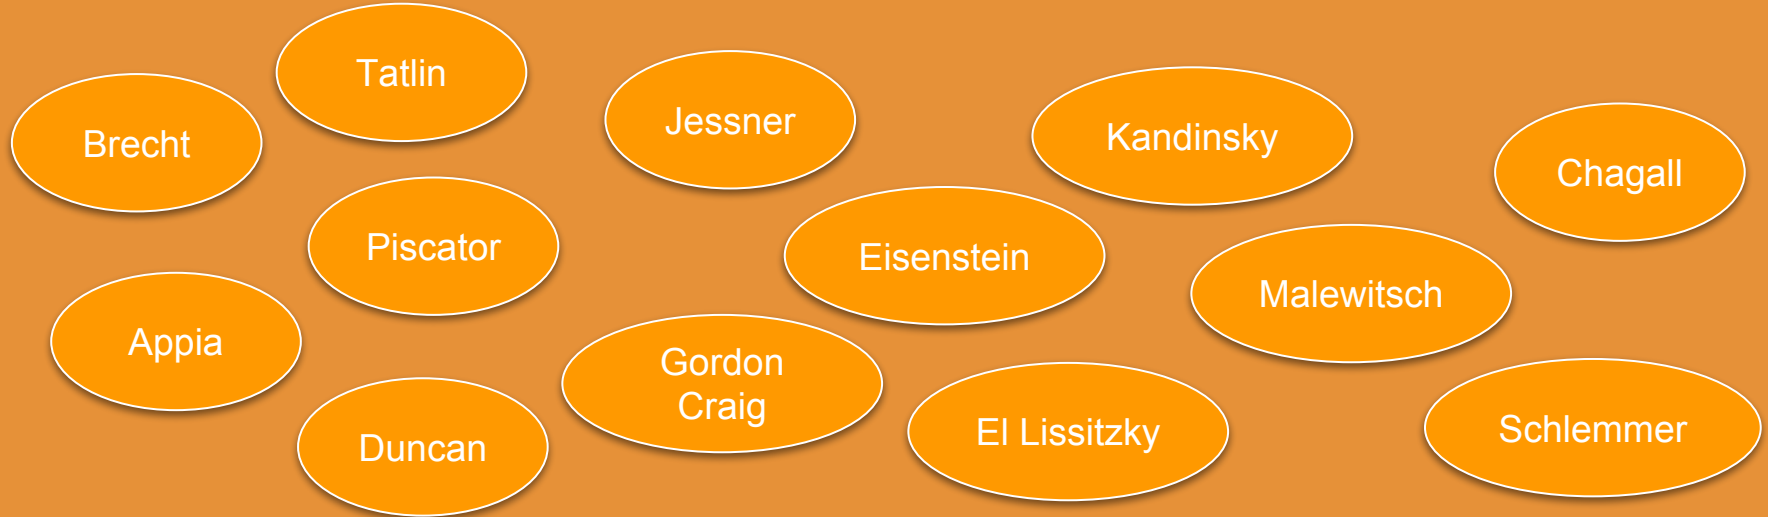 Tatlin
Brecht
Jessner
Kandinsky
Chagall
Piscator
Eisenstein
Malewitsch
Appia
Gordon
Craig
Duncan
El Lissitzky
Schlemmer